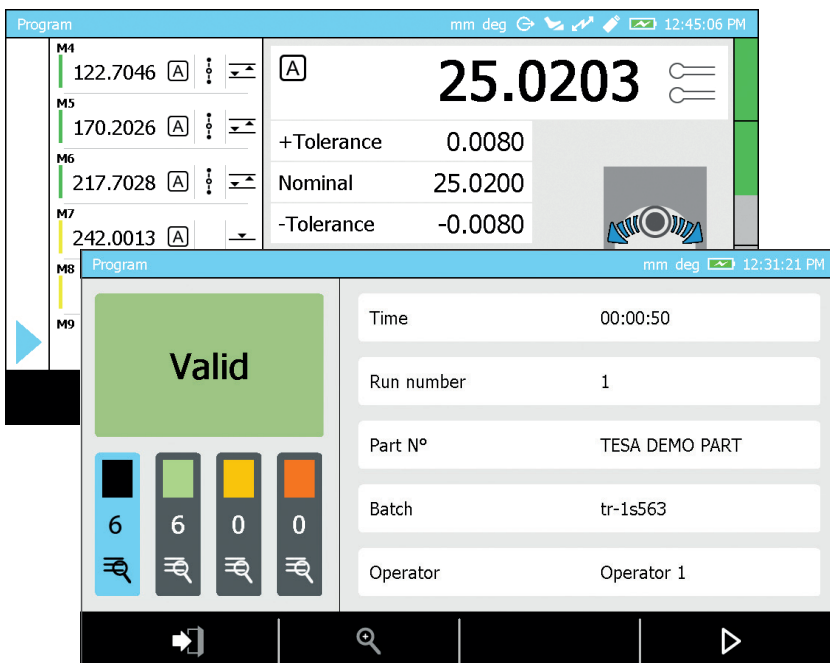 Program mm deg 12:45:06 PM
M4
122.7046 A
M5
170.2026 A
M6
217.7028 A
M7
242.0013 A
M8
M9
A 25.0203
+Tolerance 0.0080
Nominal 25.0200
-Tolerance -0.0080
Program mm deg 12:31:21 PM
Valid
6 6 0 0
Time 00:00:50
Run number 1
Part N° TESA DEMO PART
Batch tr-1s563
Operator Operator 1